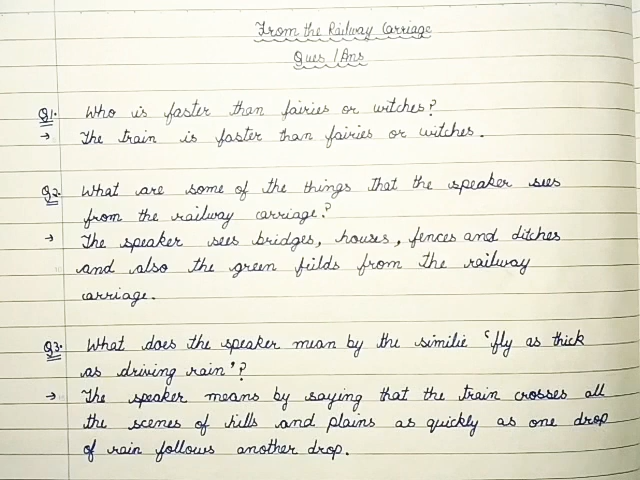 From the Railway Carriage
Ques / Ans
Q1. Who is faster than fairies or witches?
→ The train is faster than fairies or witches.
Q2. What are some of the things that the speaker sees
from the railway carriage?
→ The speaker sees bridges, houses, fences and ditches
and also the green fields from the railway
carriage.
Q3. What does the speaker mean by the similie 'fly as thick
as driving rain'?
→ The speaker means by saying that the train crosses all
the scenes of hills and plains as quickly as one drop
of rain follows another drop.